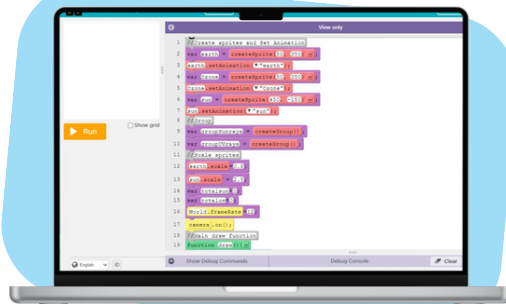 View only
1 //Create sprites and Set Animation
2 var earth = createSprite(
3 earth.setAnimation(▼"earth");
4 var Ozone = createSprite(
5 Ozone.setAnimation(▼"Ozone");
6 var sun = createSprite(
7 sun.setAnimation(▼"sun");
8 //Group
9 var groupSunrays = createGroup();
10 var = createGroup();
11 //Scale sprites
12 earth.scale =
13 sun.scale =
14 var
15 var
16 World.frameRate=12
17 camera.on();
18 //Main draw function
19 function draw() {
Run
Show grid
English
Show Debug Commands
Debug Console
Clear